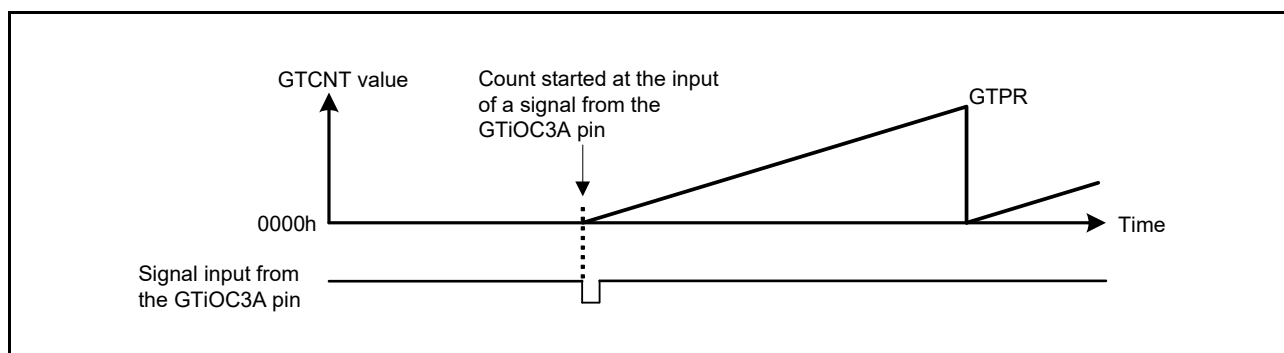 GTCNT value
Count started at the input
of a signal from the
GTiOC3A pin
GTPR
0000h
Time
Signal input from
the GTiOC3A pin